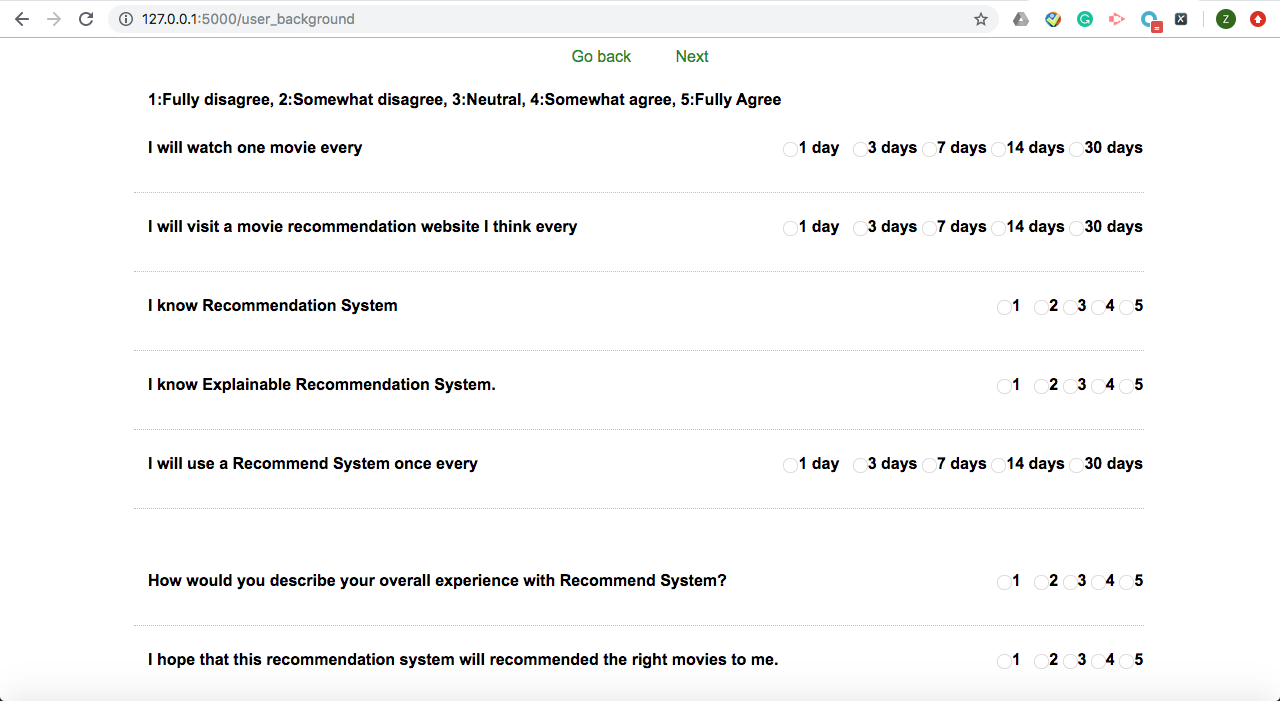 127.0.0.1:5000/user_background
Z
Go back Next
1:Fully disagree, 2:Somewhat disagree, 3:Neutral, 4:Somewhat agree, 5:Fully Agree
I will watch one movie every 1 day 3 days 7 days 14 days 30 days
I will visit a movie recommendation website I think every 1 day 3 days 7 days 14 days 30 days
I know Recommendation System 1 2 3 4 5
I know Explainable Recommendation System. 1 2 3 4 5
I will use a Recommend System once every 1 day 3 days 7 days 14 days 30 days
How would you describe your overall experience with Recommend System? 1 2 3 4 5
I hope that this recommendation system will recommended the right movies to me. 1 2 3 4 5